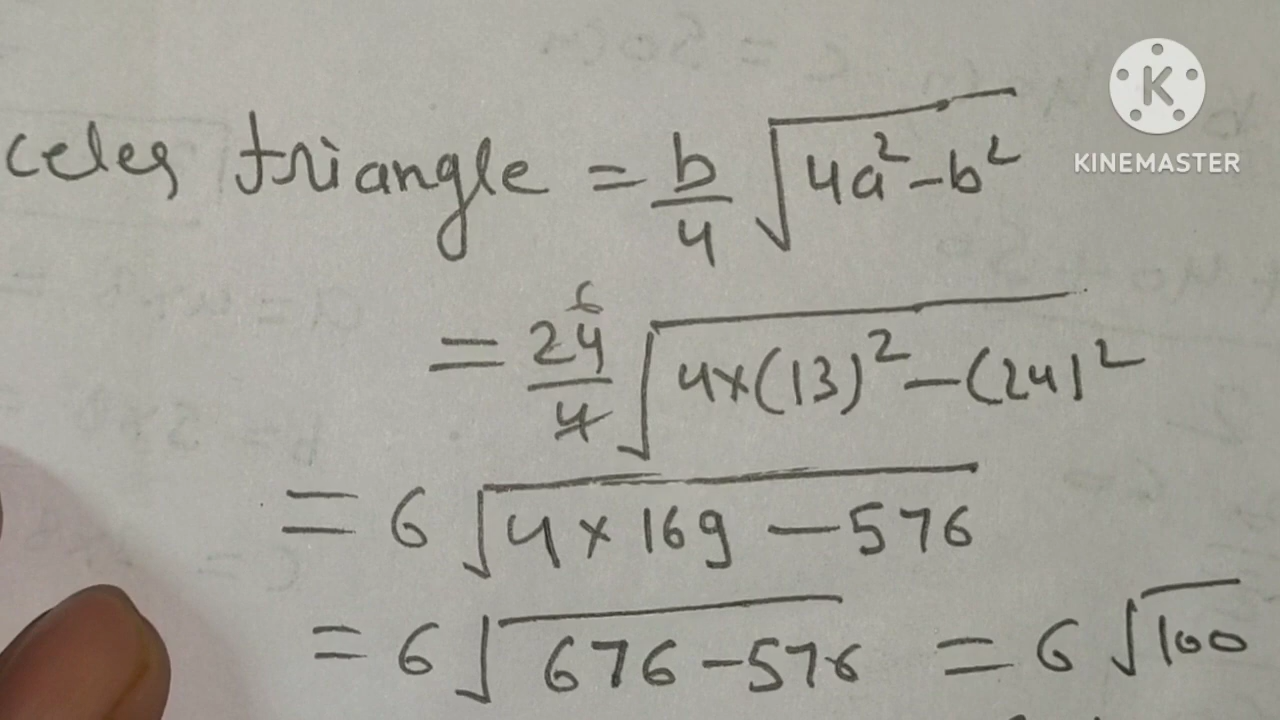 KINEMASTER
celes triangle = b/4 √(4a² - b²)
= 24/4 6 √(4×(13)² - (24)²
= 6 √(4 × 169 - 576)
= 6 √(676 - 576) = 6 √100